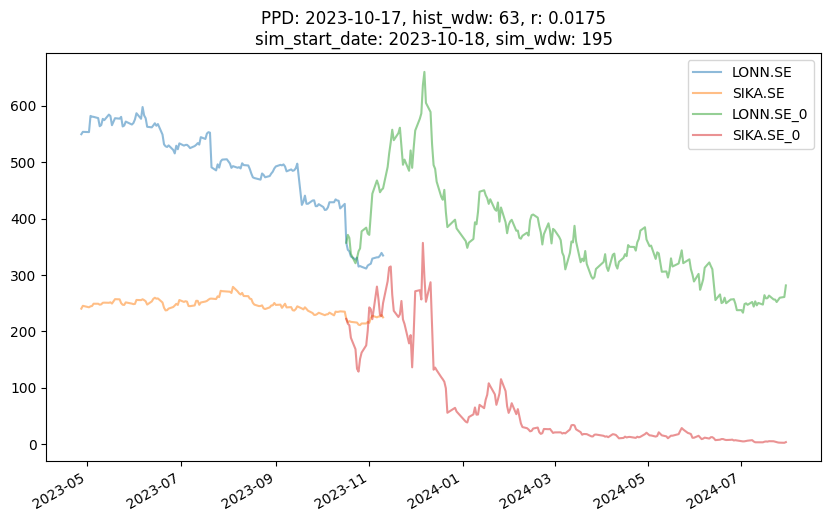 PPD: 2023-10-17, hist_wdw: 63, r: 0.0175
sim_start_date: 2023-10-18, sim_wdw: 195
LONN.SE
SIKA.SE
LONN.SE_0
SIKA.SE_0
600
500
400
300
200
100
0
2023-05
2023-07
2023-09
2023-11
2024-01
2024-03
2024-05
2024-07